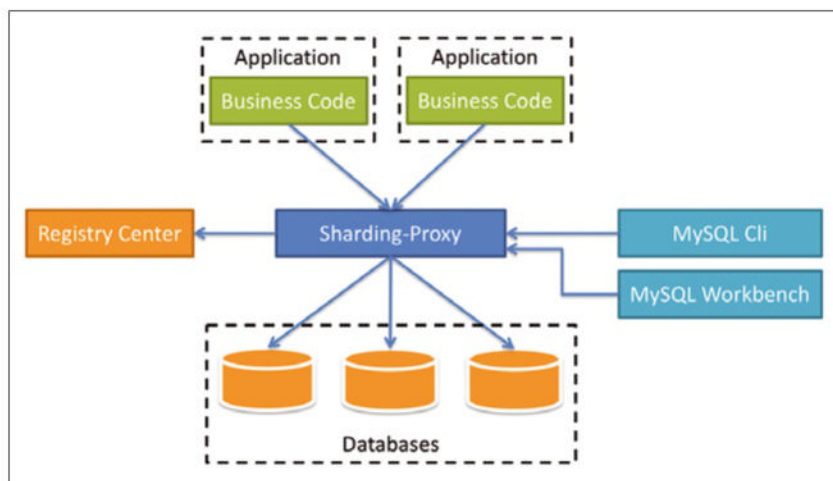 Application
Application
Business Code
Business Code
Registry Center
Sharding-Proxy
MySQL Cli
MySQL Workbench
Databases